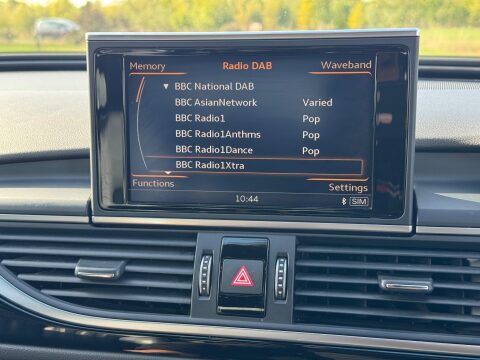 Memory Radio DAB Waveband
▼ BBC National DAB
BBC AsianNetwork Varied
BBC Radio1 Pop
BBC Radio1Anthms Pop
BBC Radio1Dance Pop
BBC Radio1Xtra
Functions Settings
10:44 SIM